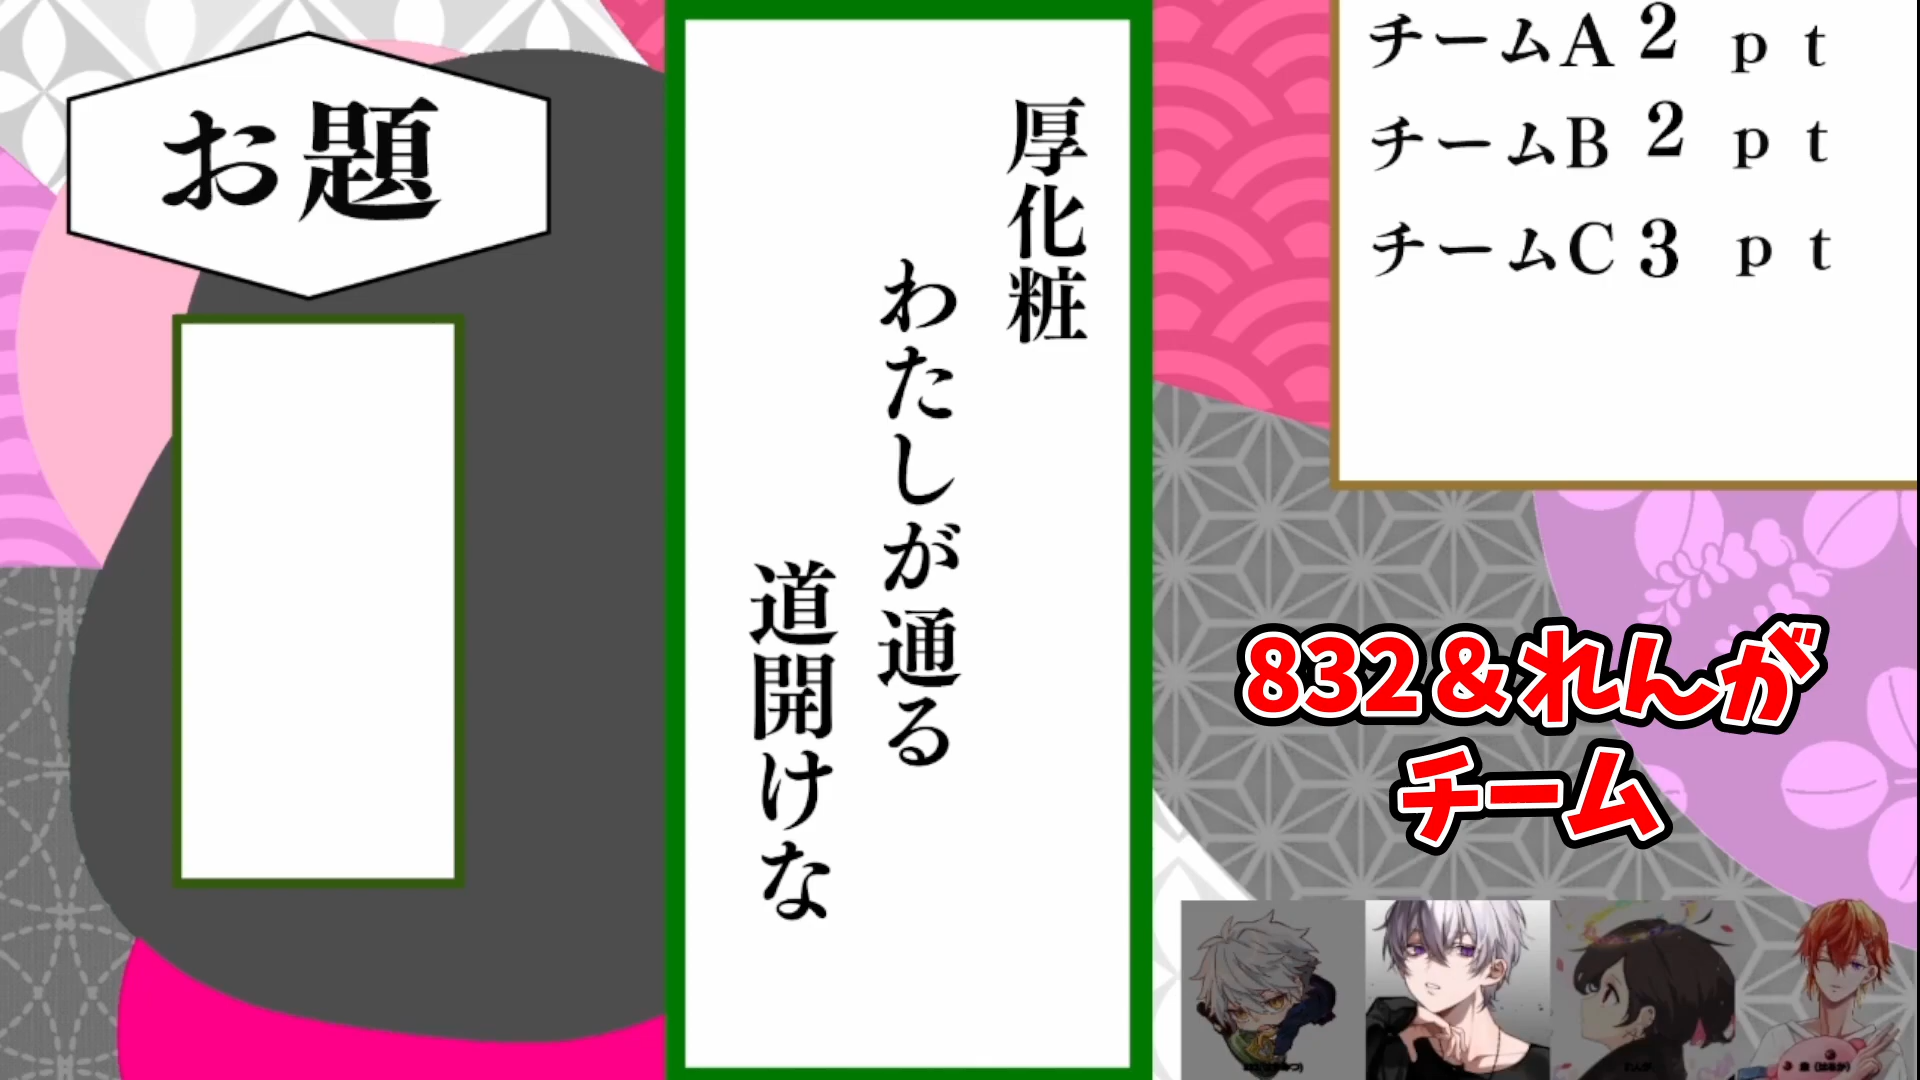 お題
厚化粧
わたしが通る
道開けな
チームA 2 pt
チームB 2 pt
チームC 3 pt
832&れんが
チーム